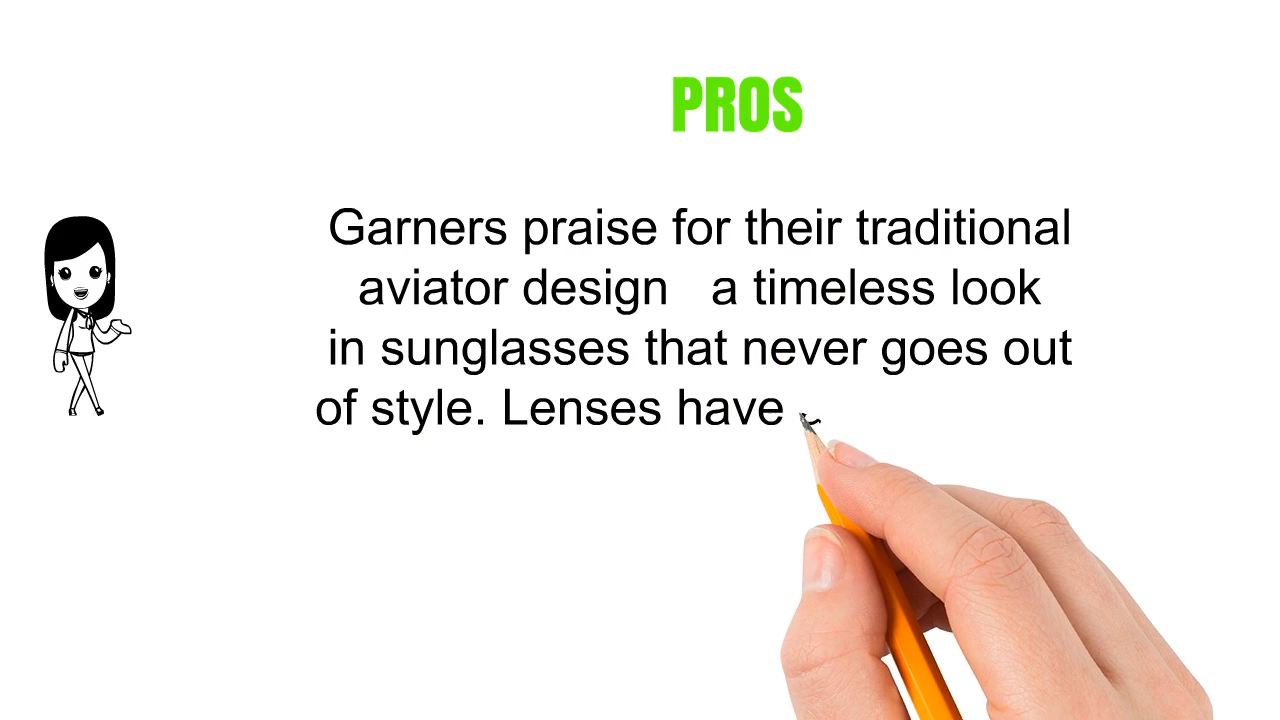 PROS
Garners praise for their traditional
aviator design a timeless look
in sunglasses that never goes out
of style. Lenses have